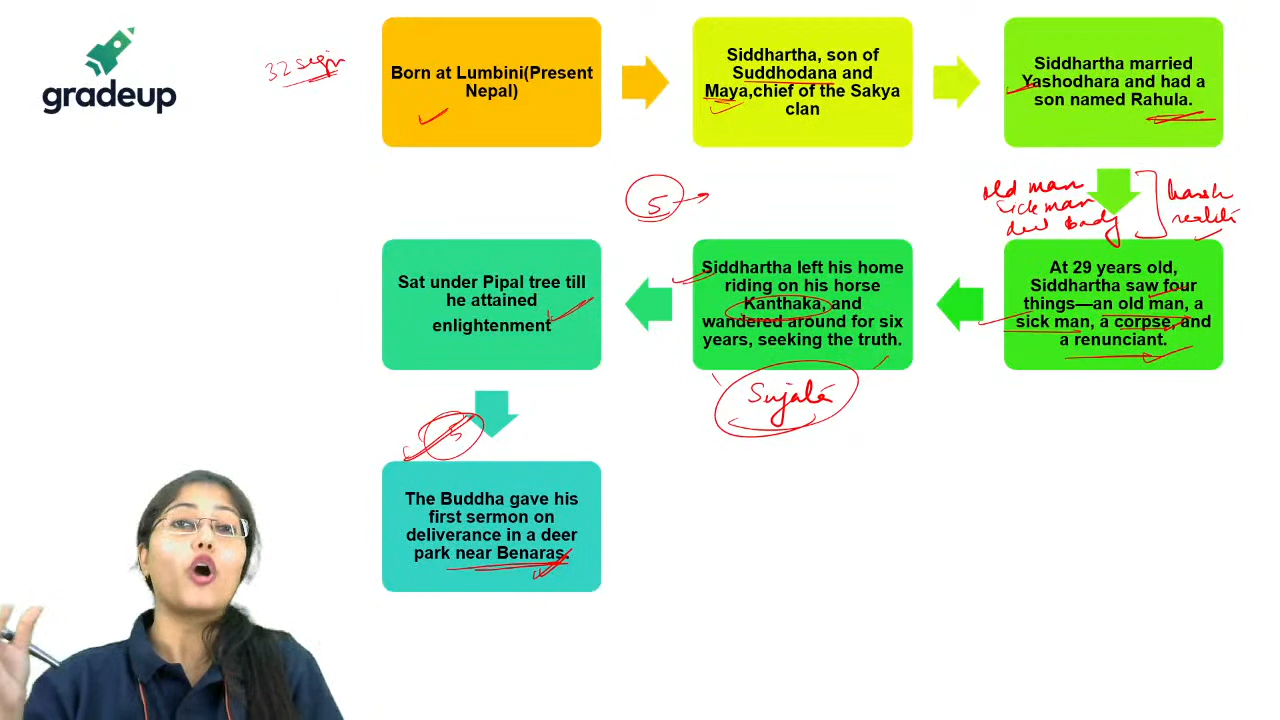 gradeup
32 sign
Born at Lumbini(Present
Nepal)
Siddhartha, son of
Suddhodana and
Maya,chief of the Sakya
clan
Siddhartha married
Yashodhara and had a
son named Rahula.
old man
sick man
harsh
5
At 29 years old,
Siddhartha saw four
things—an old man, a
sick man, a corpse, and
a renunciant.
Siddhartha left his home
riding on his horse
Kanthaka, and
wandered around for six
years, seeking the truth.
Sujata
Sat under Pipal tree till
he attained
enlightenment
5
The Buddha gave his
first sermon on
deliverance in a deer
park near Benaras.